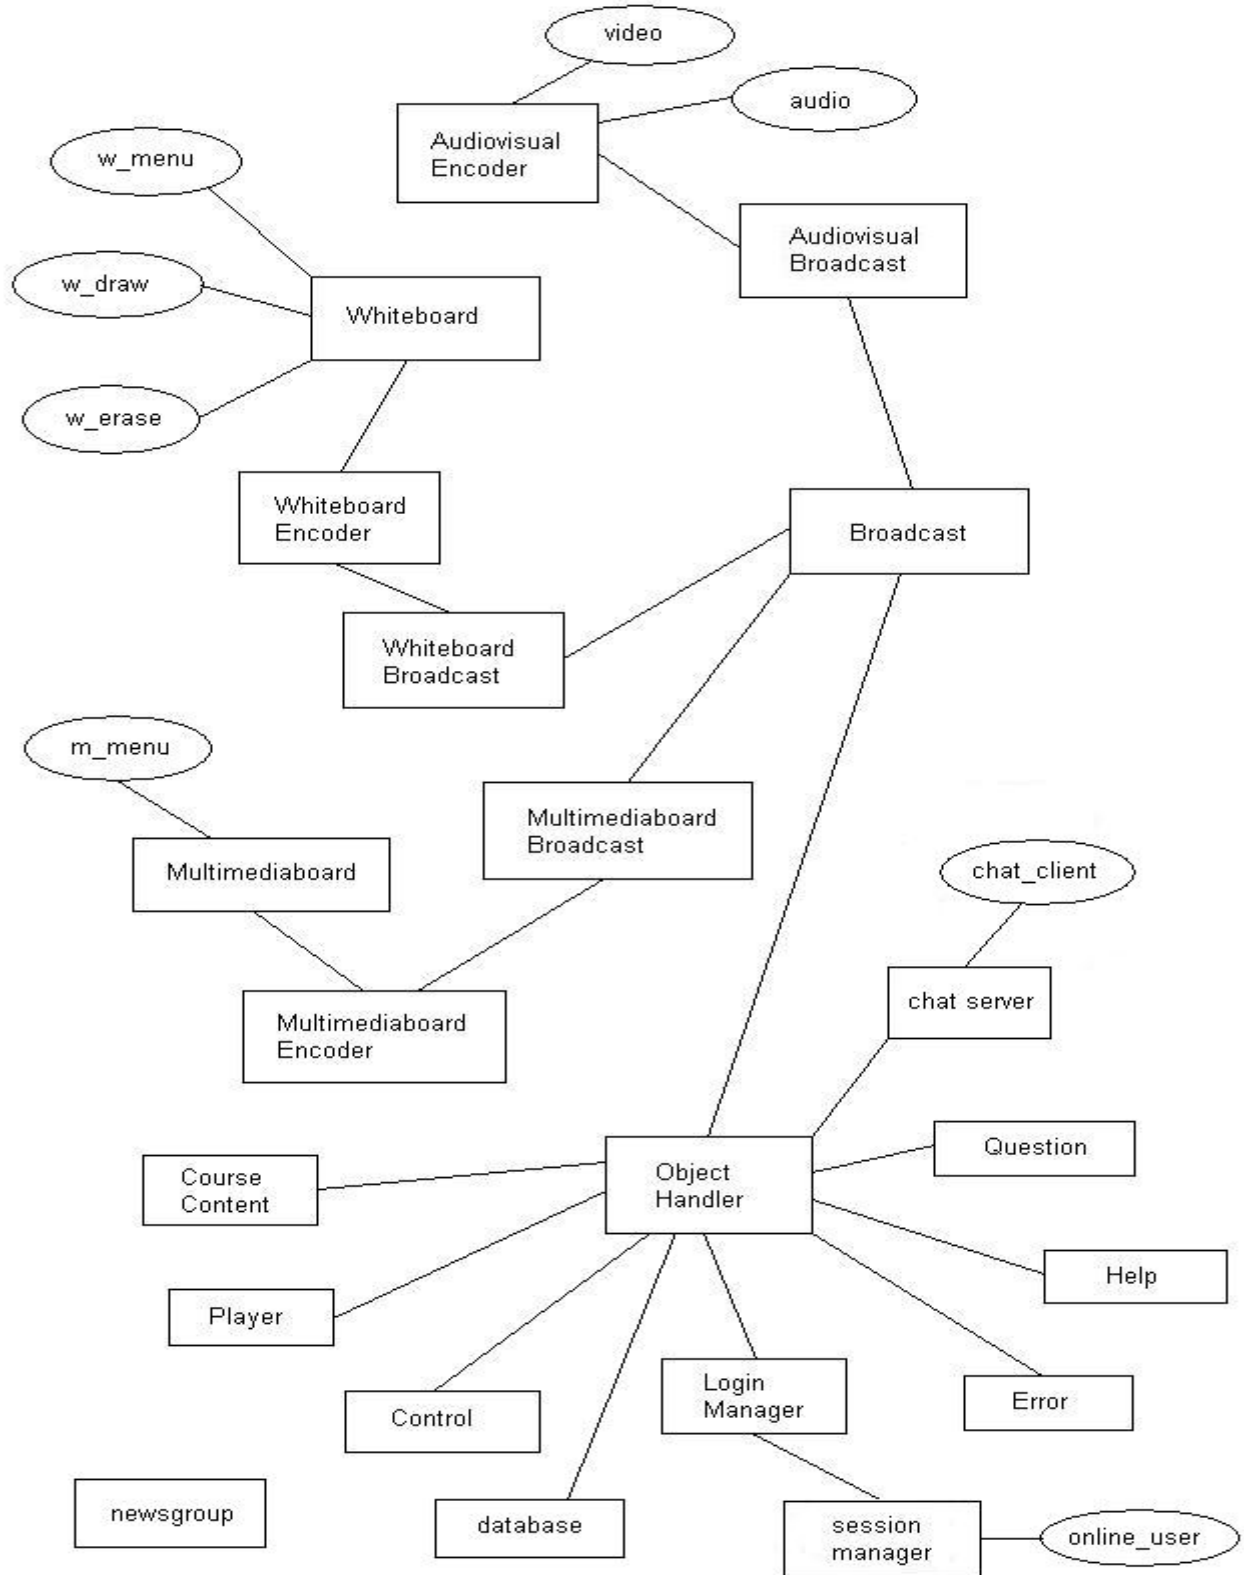 video
audio
Audiovisual
Encoder
w_menu
Audiovisual
Broadcast
w_draw
Whiteboard
w_erase
Whiteboard
Encoder
Broadcast
Whiteboard
Broadcast
m_menu
Multimediaboard
Broadcast
Multimediaboard
chat_client
chat server
Multimediaboard
Encoder
Question
Course
Content
Object
Handler
Help
Player
Login
Manager
Error
Control
newsgroup
database
session
manager
online_user